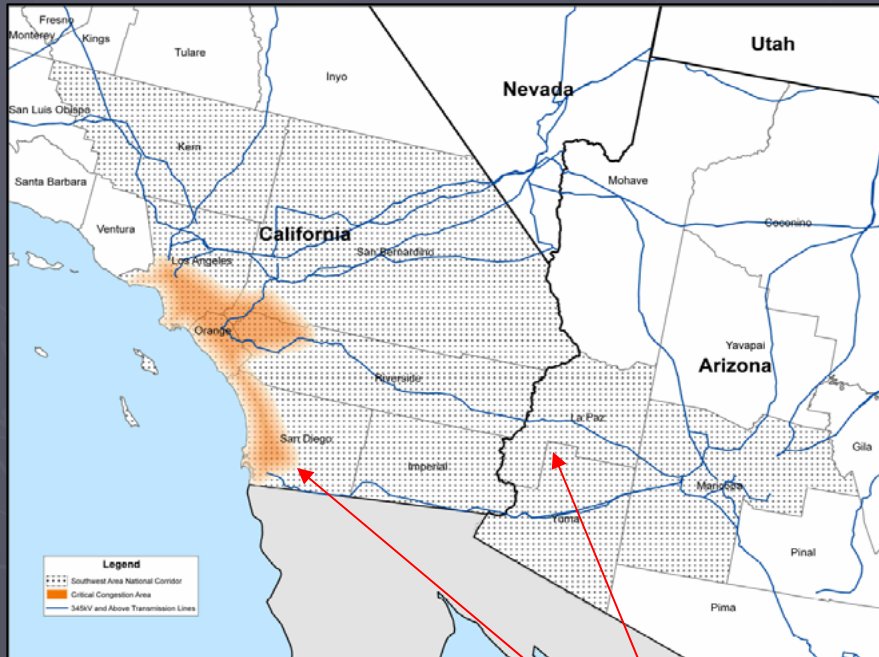 Fresno
Monterey
Kings
Tulare
Inyo
Utah
Nevada
San Luis Obispo
Kern
Mohave
Santa Barbara
Ventura
California
Coconino
San Bernardino
Los Angeles
Orange
Yavapai
Arizona
Riverside
La Paz
San Diego
Gila
Imperial
Maricopa
Yuma
Pinal
Pima
Legend
Southwest Area National Corridor
Critical Congestion Area
345kV and Above Transmission Lines